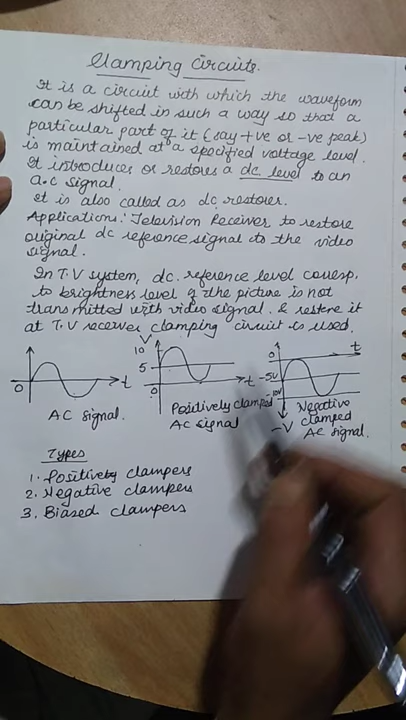 Clamping Circuits.
It is a circuit with which the waveform
can be shifted in such a way so that a
particular part of it (say +ve or -ve peak)
is maintained at a specified voltage level.
It introduces or restores a dc level to an
a.c signal.
It is also called as dc restorer.
Applications: Television Receiver to restore
original dc reference signal to the video
signal.
In T.V system, dc reference level corresp.
to brightness level of the picture is not
transmitted with video signal & restore it
at T.V receiver clamping circuit is used.
0 t
AC signal.
V
10
5
0 t
Positively clamped
AC signal
t
0
-5V
-10V
-V
Negative
clamped
AC signal.
Types
1. Positively clampers
2. Negative clampers
3. Biased clampers